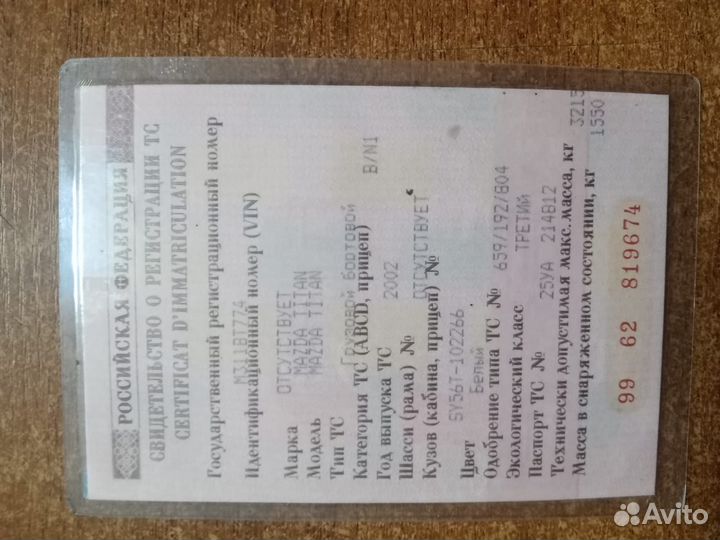 РОССИЙСКАЯ ФЕДЕРАЦИЯ
СВИДЕТЕЛЬСТВО О РЕГИСТРАЦИИ ТС
CERTIFICAT D'IMMATRICULATION
Государственный регистрационный номер
М311ВТ774
Идентификационный номер (VIN)
ОТСУТСТВУЕТ
Марка MAZDA TITAN
Модель MAZDA TITAN
Тип ТС Грузовой бортовой
Категория ТС (ABCD, прицеп) B/N1
Год выпуска ТС 2002
Шасси (рама) №
Кузов (кабина, прицеп) № ОТСУТСТВУЕТ
SY56T-102266
Цвет Белый
Одобрение типа ТС № 659/192/804
Экологический класс ТРЕТИЙ
Паспорт ТС № 25УА 214812
Технически допустимая макс. масса, кг 3215
Масса в снаряженном состоянии, кг 1550
99 62 819674
Avito